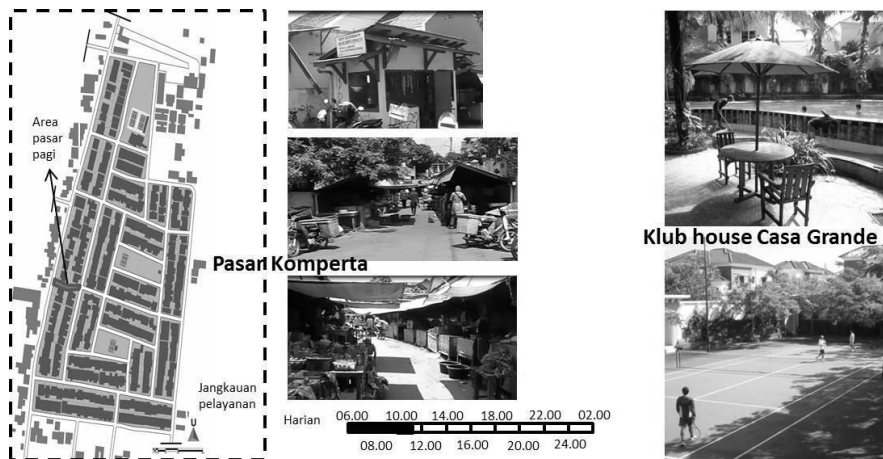 Area
pasar
pagi
Pasar Komperta
Jangkauan
pelayanan
U
Klub house Casa Grande
Harian
06.00 10.00 14.00 18.00 22.00 02.00
08.00 12.00 16.00 20.00 24.00